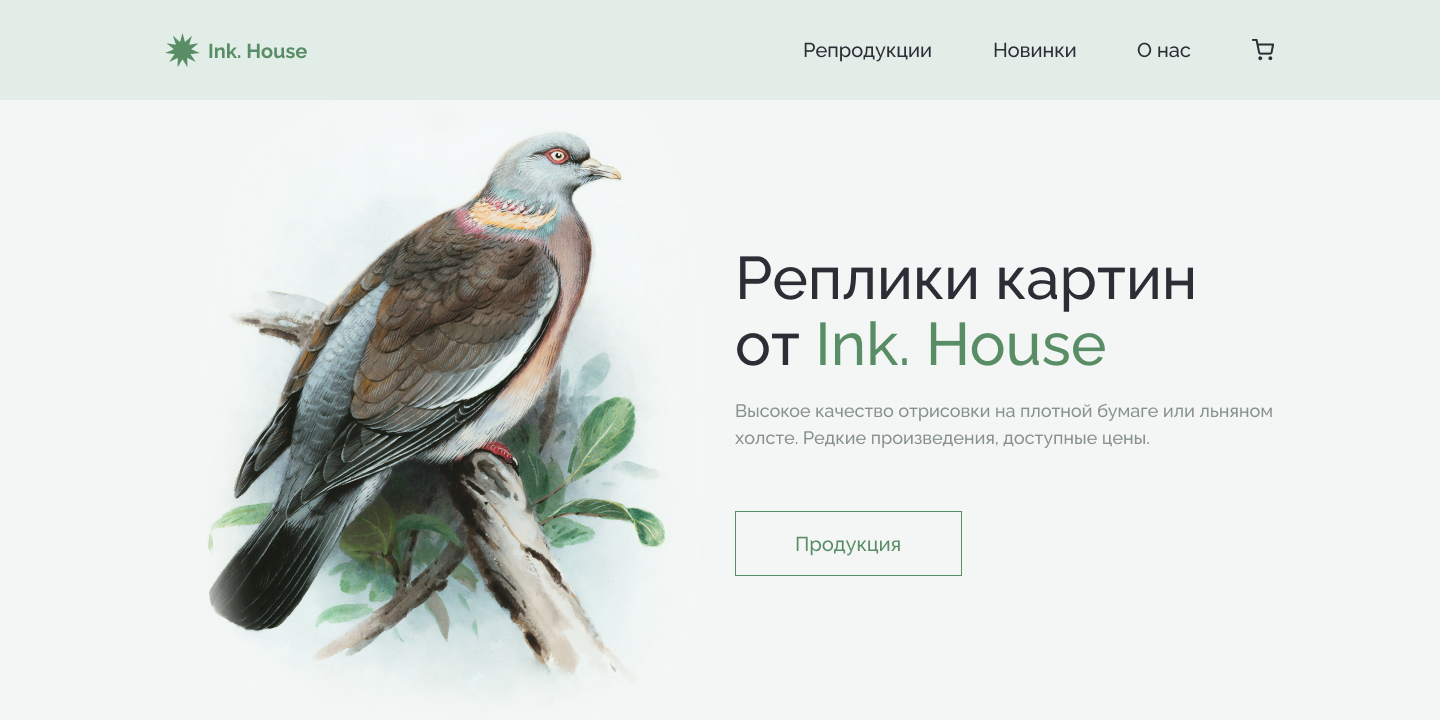 Ink. House
Репродукции
Новинки
О нас
Реплики картин
от Ink. House
Высокое качество отрисовки на плотной бумаге или льняном
холсте. Редкие произведения, доступные цены.
Продукция